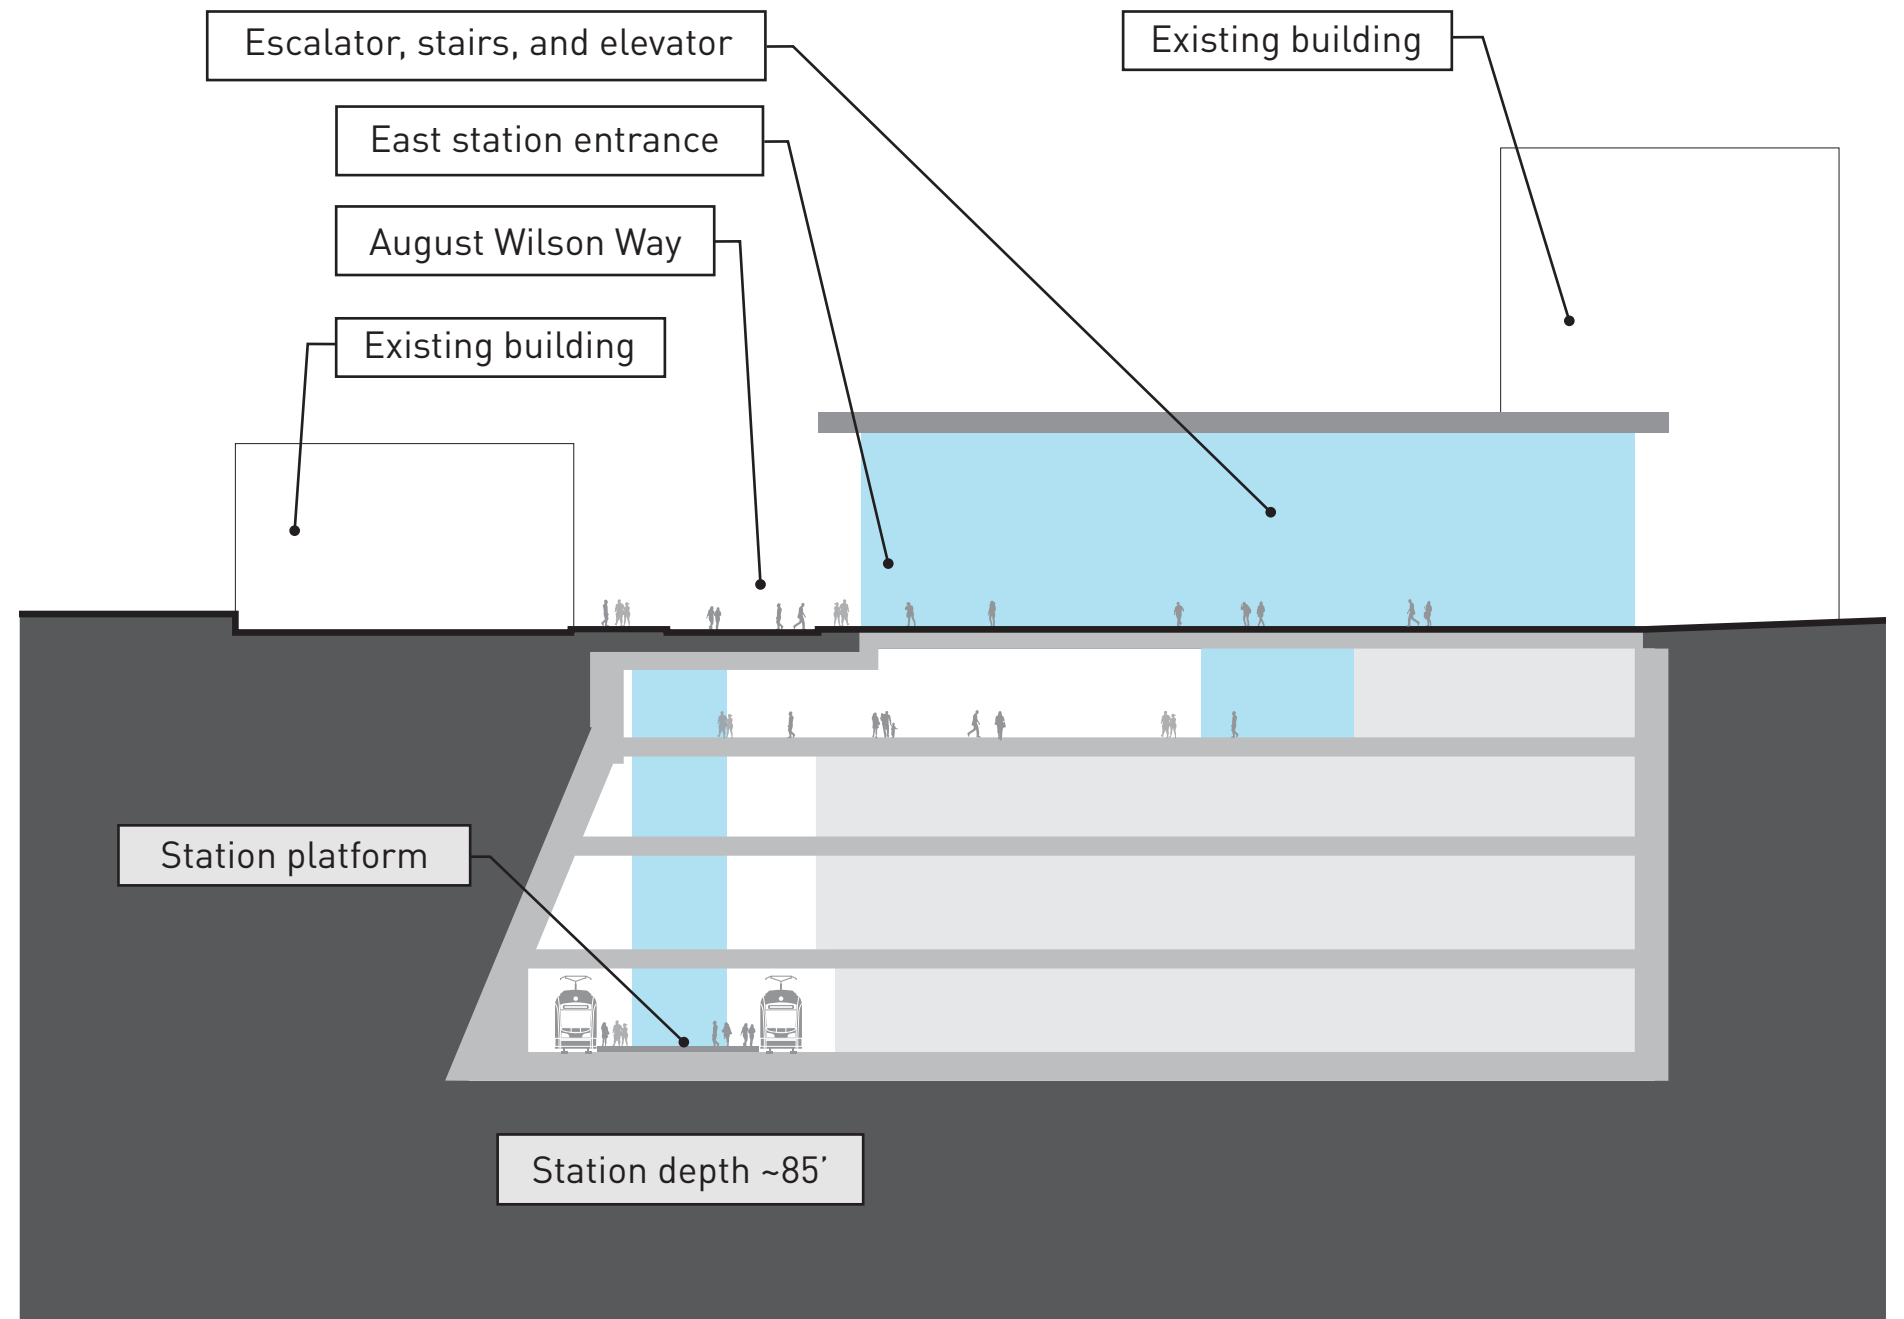 Escalator, stairs, and elevator
Existing building
East station entrance
August Wilson Way
Existing building
Station platform
Station depth ~85’